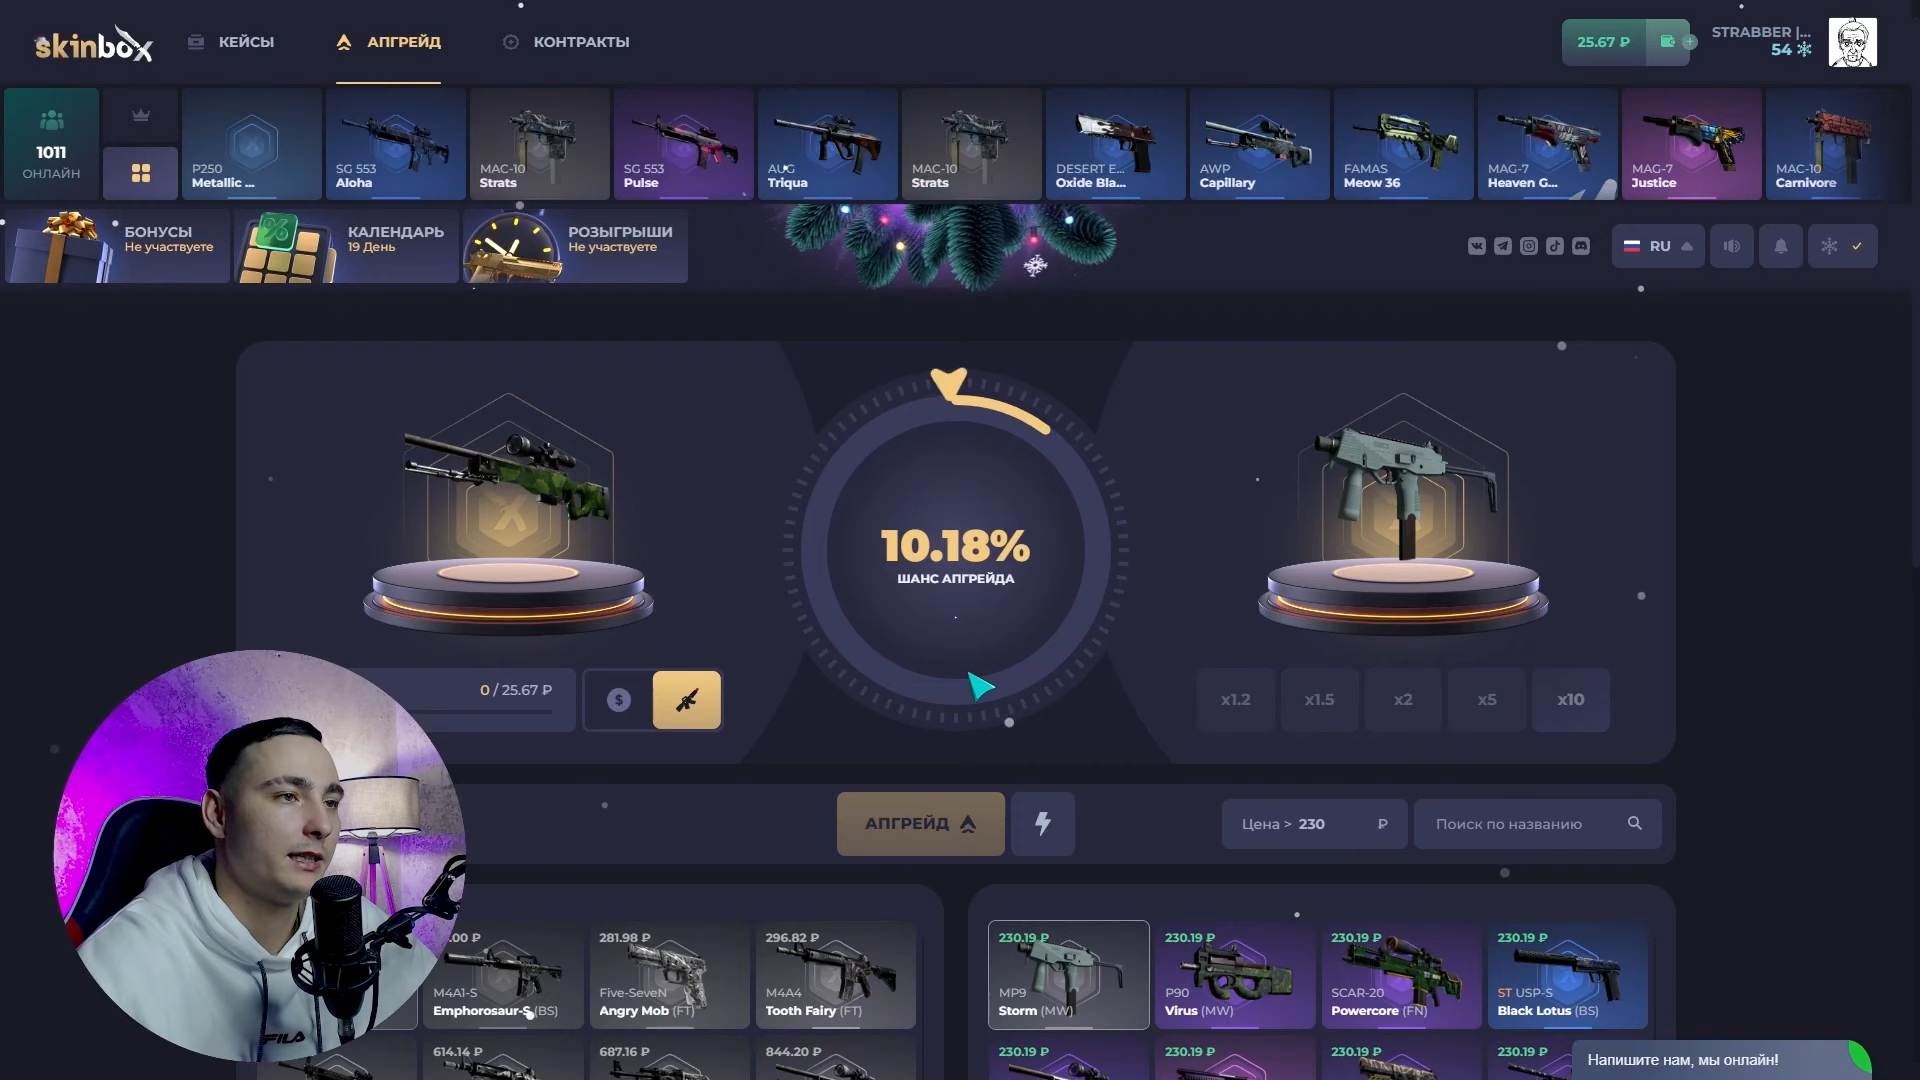 skinbox
КЕЙСЫ
АПГРЕЙД
КОНТРАКТЫ
25.67 ₽
STRABBER |...
54
1011
ОНЛАЙН
P250
Metallic ...
SG 553
Aloha
MAC-10
Strats
SG 553
Pulse
AUG
Triqua
MAC-10
Strats
DESERT E...
Oxide Bla...
AWP
Capillary
FAMAS
Meow 36
MAG-7
Heaven G...
MAG-7
Justice
MAC-10
Carnivore
БОНУСЫ
Не участвуете
КАЛЕНДАРЬ
19 День
РОЗЫГРЫШИ
Не участвуете
RU
10.18%
ШАНС АПГРЕЙДА
0 / 25.67 ₽
$
x1.2
x1.5
x2
x5
x10
АПГРЕЙД
Цена > 230 ₽
Поиск по названию
.00 ₽
M4A1-S
Emphorosaur-S (BS)
281.98 ₽
Five-SeveN
Angry Mob (FT)
296.82 ₽
M4A4
Tooth Fairy (FT)
230.19 ₽
MP9
Storm (MW)
230.19 ₽
P90
Virus (MW)
230.19 ₽
SCAR-20
Powercore (FN)
230.19 ₽
ST USP-S
Black Lotus (BS)
614.14 ₽
687.16 ₽
844.20 ₽
230.19 ₽
230.19 ₽
230.19 ₽
230.19 ₽
Напишите нам, мы онлайн!
FILA